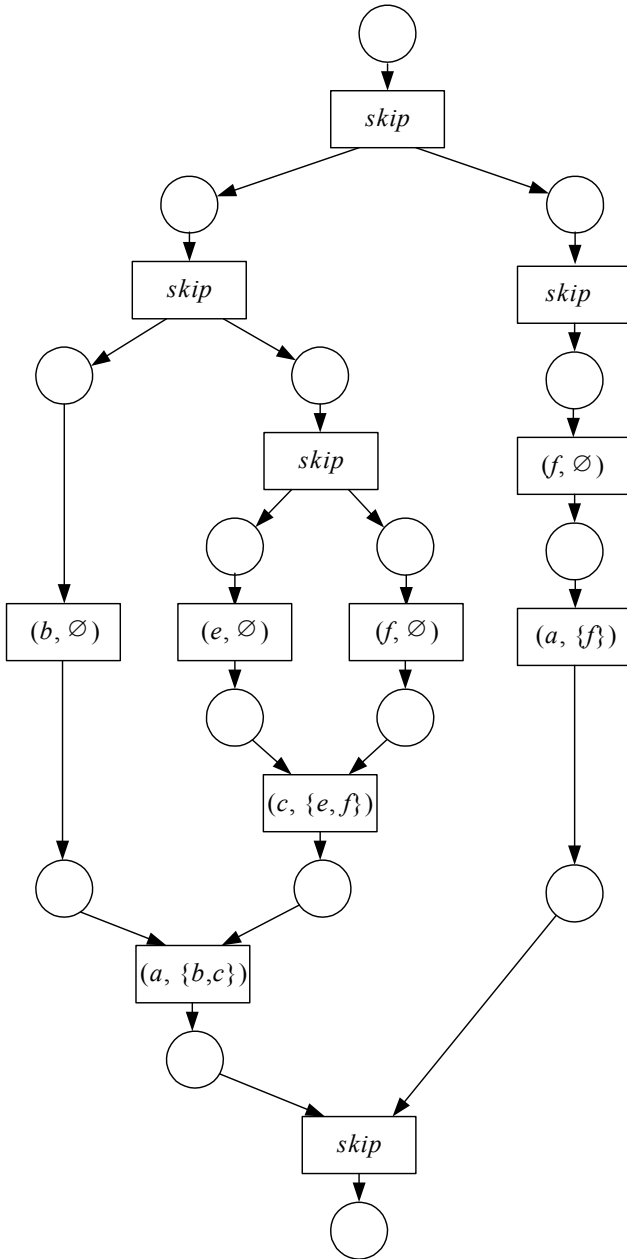 skip
skip
skip
skip
(f, ∅)
(b, ∅)
(e, ∅)
(f, ∅)
(a, {f})
(c, {e, f})
(a, {b,c})
skip